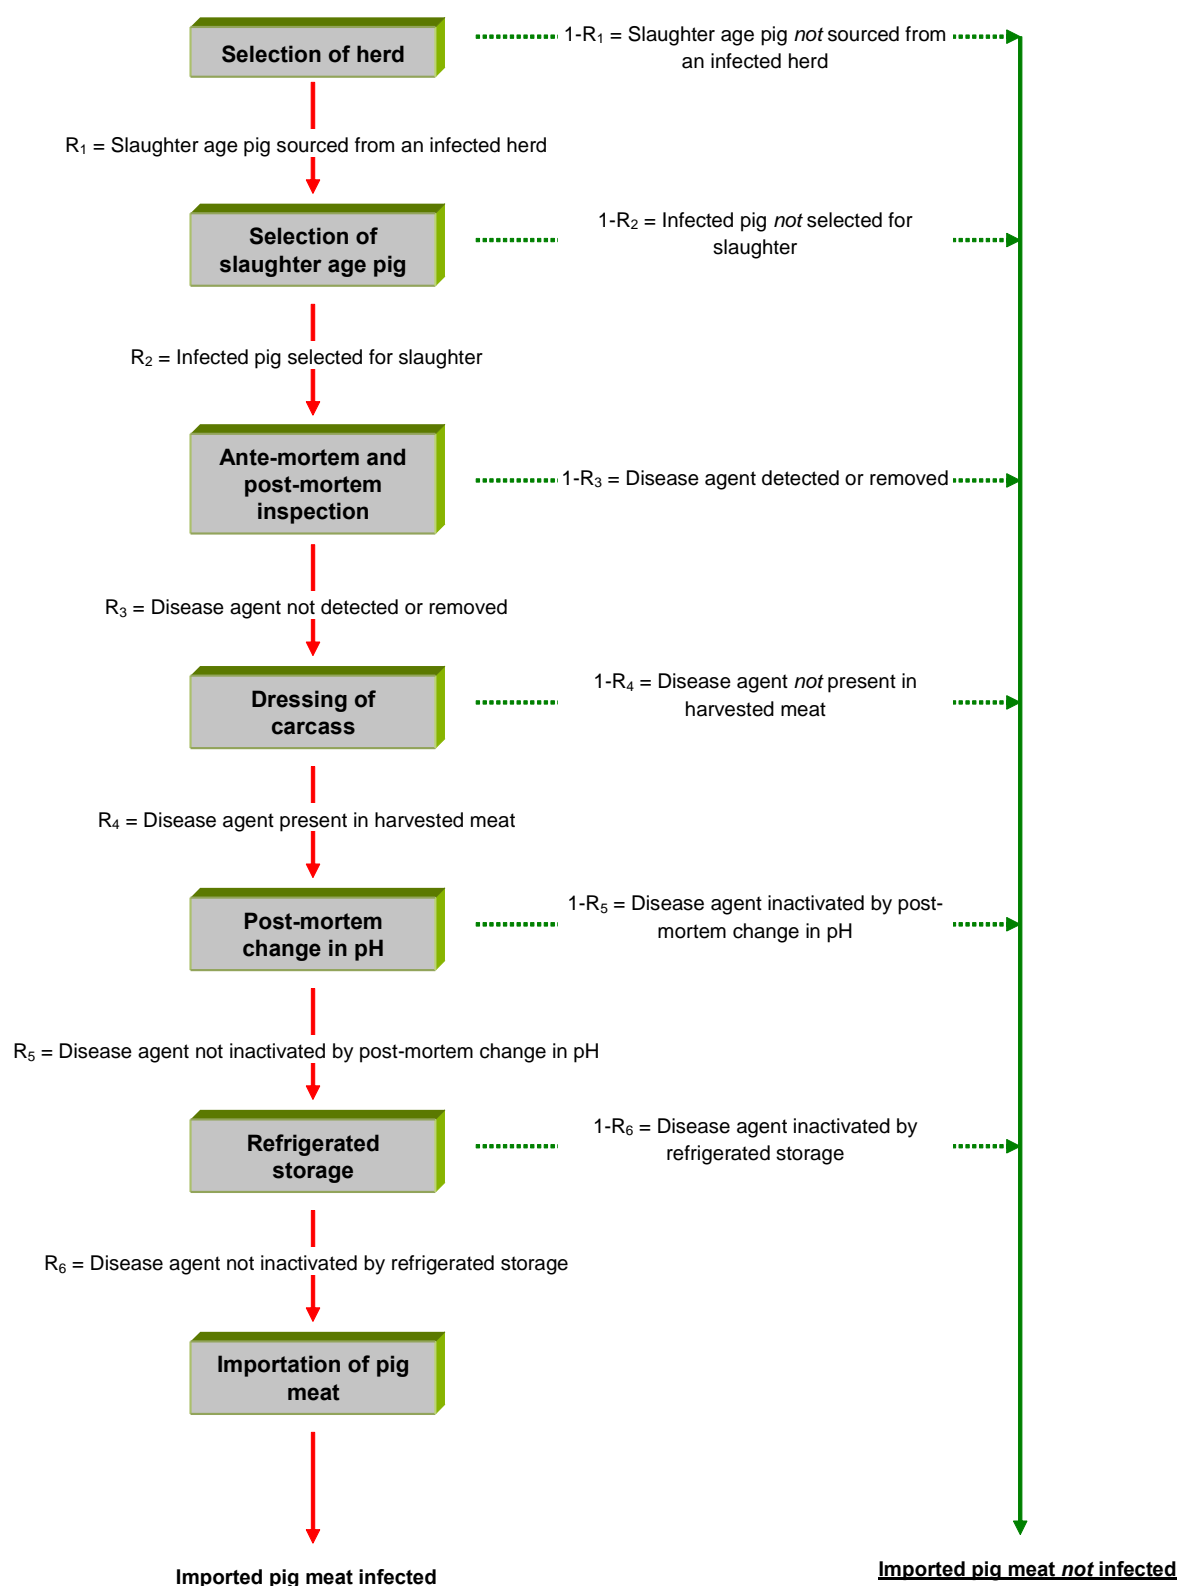 Selection of herd
1-R₁ = Slaughter age pig not sourced from
an infected herd
R₁ = Slaughter age pig sourced from an infected herd
Selection of
slaughter age pig
1-R₂ = Infected pig not selected for
slaughter
R₂ = Infected pig selected for slaughter
Ante-mortem and
post-mortem
inspection
1-R₃ = Disease agent detected or removed
R₃ = Disease agent not detected or removed
Dressing of
carcass
1-R₄ = Disease agent not present in
harvested meat
R₄ = Disease agent present in harvested meat
Post-mortem
change in pH
1-R₅ = Disease agent inactivated by post-
mortem change in pH
R₅ = Disease agent not inactivated by post-mortem change in pH
Refrigerated
storage
1-R₆ = Disease agent inactivated by
refrigerated storage
R₆ = Disease agent not inactivated by refrigerated storage
Importation of pig
meat
Imported pig meat infected
Imported pig meat not infected